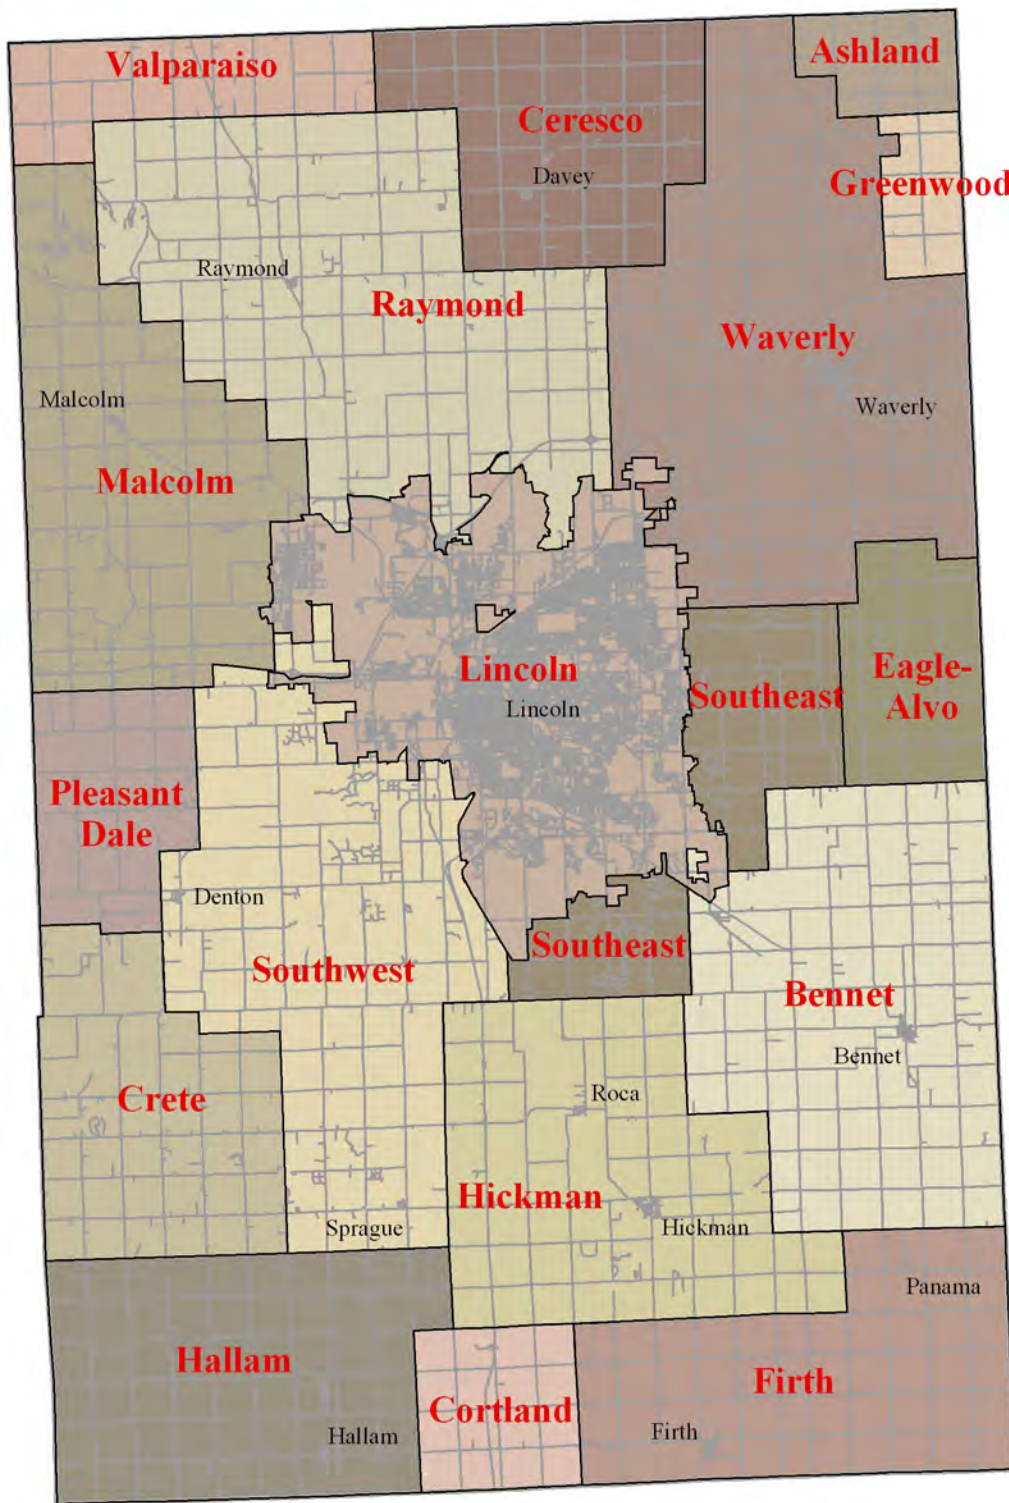 Valparaiso
Ashland
Ceresco
Davey
Greenwood
Raymond
Raymond
Waverly
Waverly
Malcolm
Malcolm
Lincoln
Lincoln
Southeast
Eagle-
Alvo
Pleasant
Dale
Denton
Southwest
Southeast
Bennet
Bennet
Crete
Roca
Hickman
Hickman
Sprague
Panama
Hallam
Hallam
Cortland
Firth
Firth